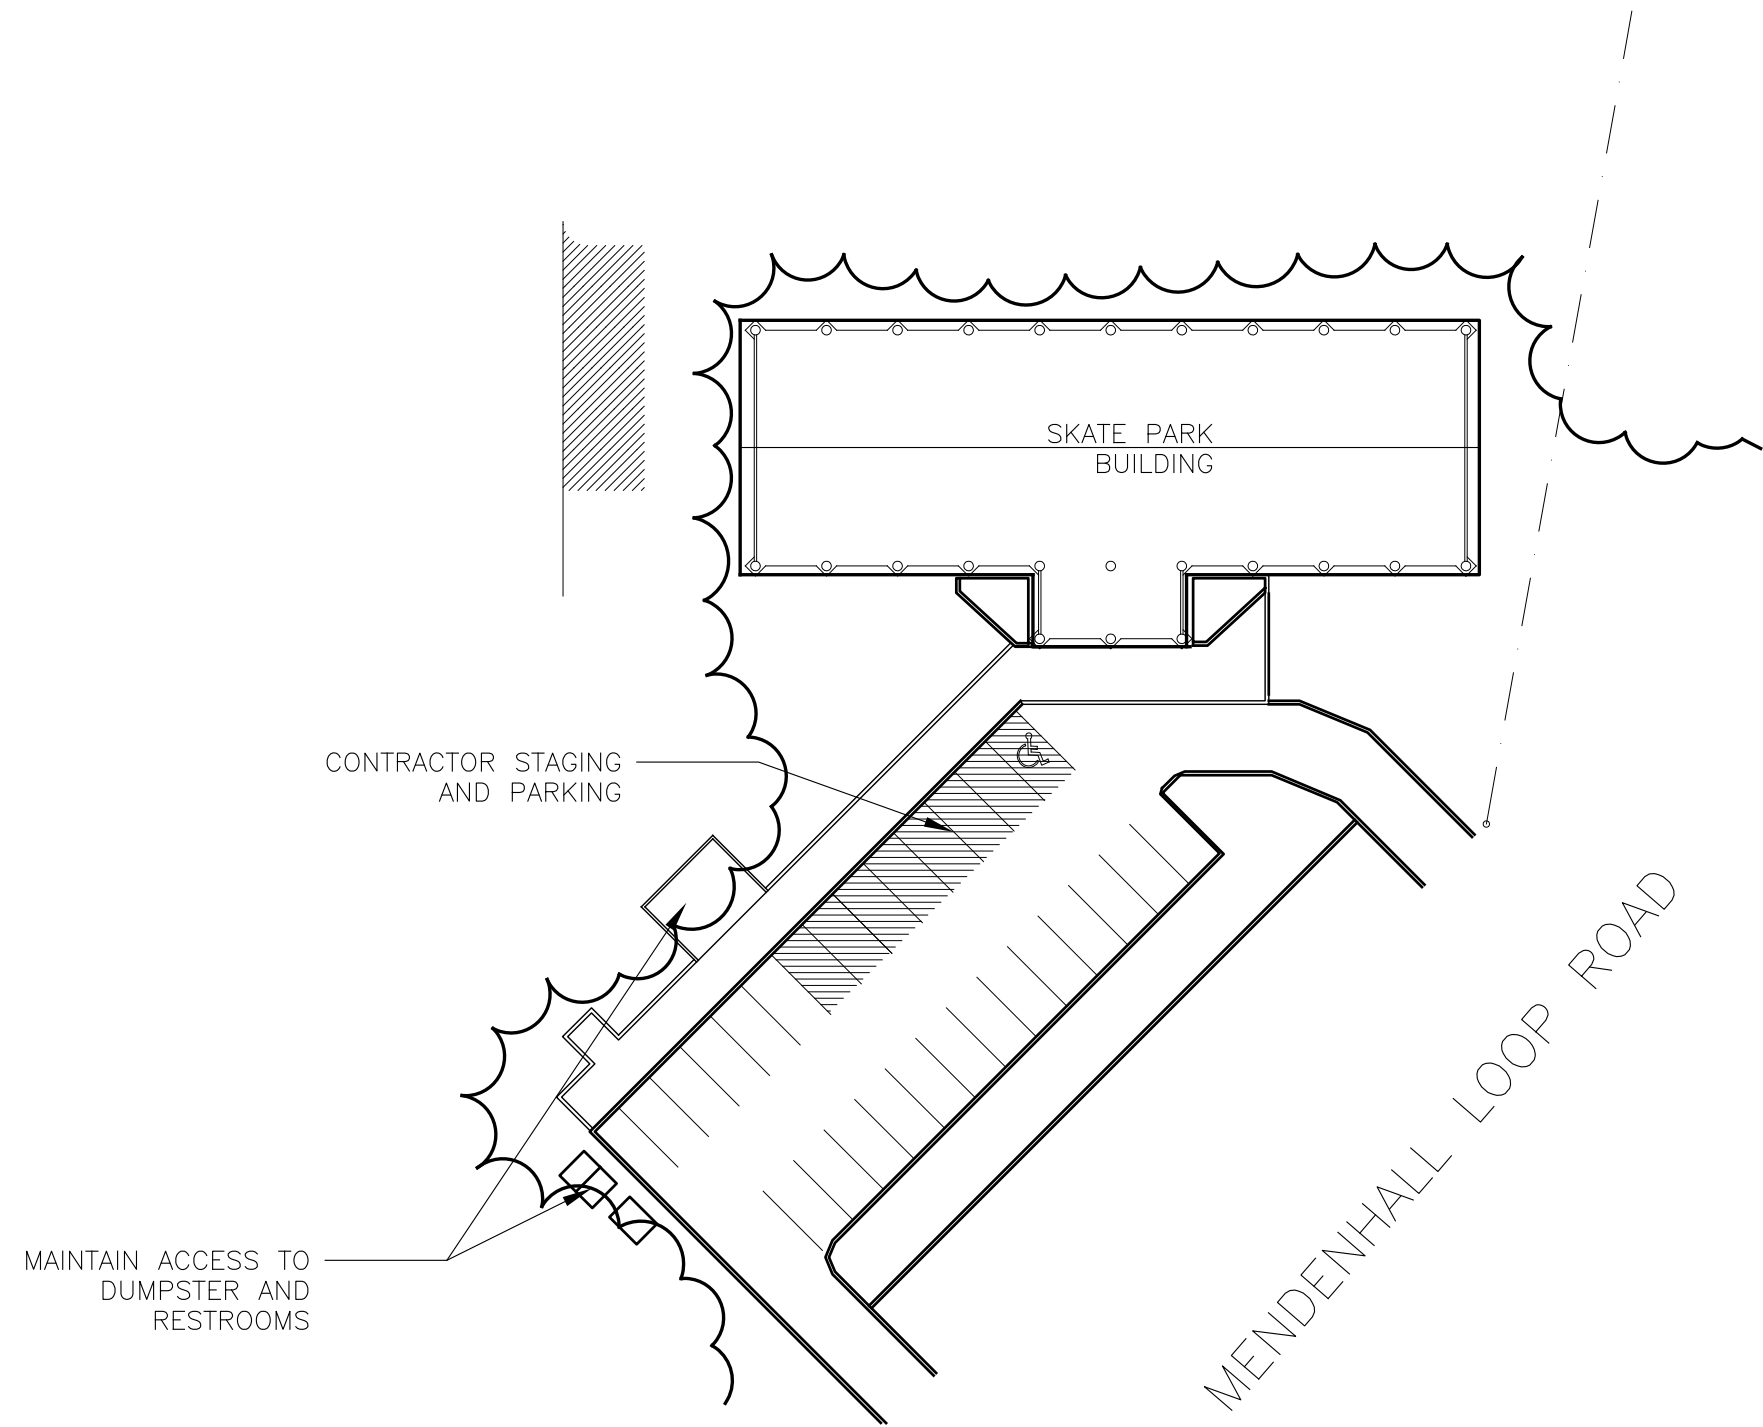 SKATE PARK
BUILDING
CONTRACTOR STAGING
AND PARKING
MAINTAIN ACCESS TO
DUMPSTER AND
RESTROOMS
MENDENHALL LOOP ROAD